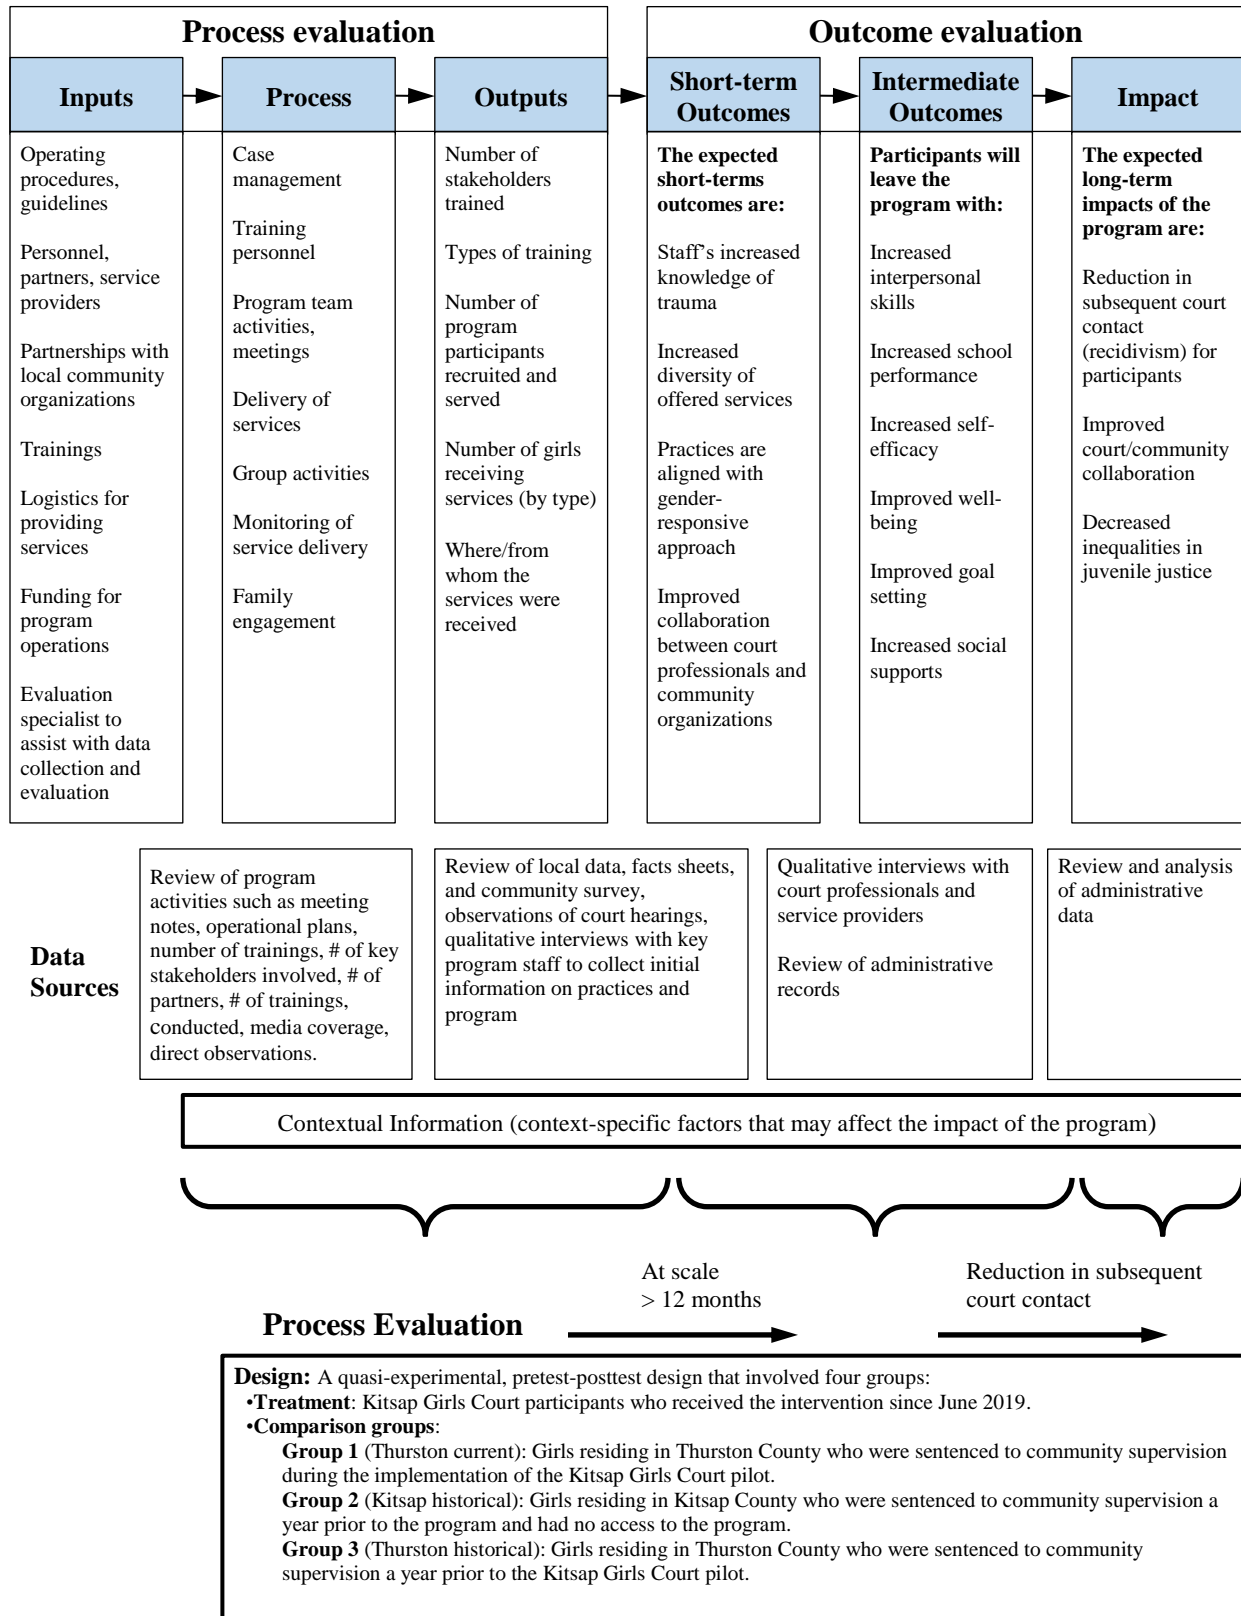 Process evaluation
Outcome evaluation
Inputs
Process
Outputs
Short-term
Outcomes
Intermediate
Outcomes
Impact
Operating
procedures,
guidelines
Personnel,
partners, service
providers
Partnerships with
local community
organizations
Trainings
Logistics for
providing
services
Funding for
program
operations
Evaluation
specialist to
assist with data
collection and
evaluation
Case
management
Training
personnel
Program team
activities,
meetings
Delivery of
services
Group activities
Monitoring of
service delivery
Family
engagement
Number of
stakeholders
trained
Types of training
Number of
program
participants
recruited and
served
Number of girls
receiving
services (by type)
Where/from
whom the
services were
received
The expected
short-terms
outcomes are:
Staff’s increased
knowledge of
trauma
Increased
diversity of
offered services
Practices are
aligned with
gender-
responsive
approach
Improved
collaboration
between court
professionals and
community
organizations
Participants will
leave the
program with:
Increased
interpersonal
skills
Increased school
performance
Increased self-
efficacy
Improved well-
being
Improved goal
setting
Increased social
supports
The expected
long-term
impacts of the
program are:
Reduction in
subsequent court
contact
(recidivism) for
participants
Improved
court/community
collaboration
Decreased
inequalities in
juvenile justice
Data
Sources
Review of program
activities such as meeting
notes, operational plans,
number of trainings, # of key
stakeholders involved, # of
partners, # of trainings,
conducted, media coverage,
direct observations.
Review of local data, facts sheets,
and community survey,
observations of court hearings,
qualitative interviews with key
program staff to collect initial
information on practices and
program
Qualitative interviews with
court professionals and
service providers
Review of administrative
records
Review and analysis
of administrative
data
Contextual Information (context-specific factors that may affect the impact of the program)
At scale
> 12 months
Reduction in subsequent
court contact
Process Evaluation
Design: A quasi-experimental, pretest-posttest design that involved four groups:
•Treatment: Kitsap Girls Court participants who received the intervention since June 2019.
•Comparison groups:
Group 1 (Thurston current): Girls residing in Thurston County who were sentenced to community supervision
during the implementation of the Kitsap Girls Court pilot.
Group 2 (Kitsap historical): Girls residing in Kitsap County who were sentenced to community supervision a
year prior to the program and had no access to the program.
Group 3 (Thurston historical): Girls residing in Thurston County who were sentenced to community
supervision a year prior to the Kitsap Girls Court pilot.